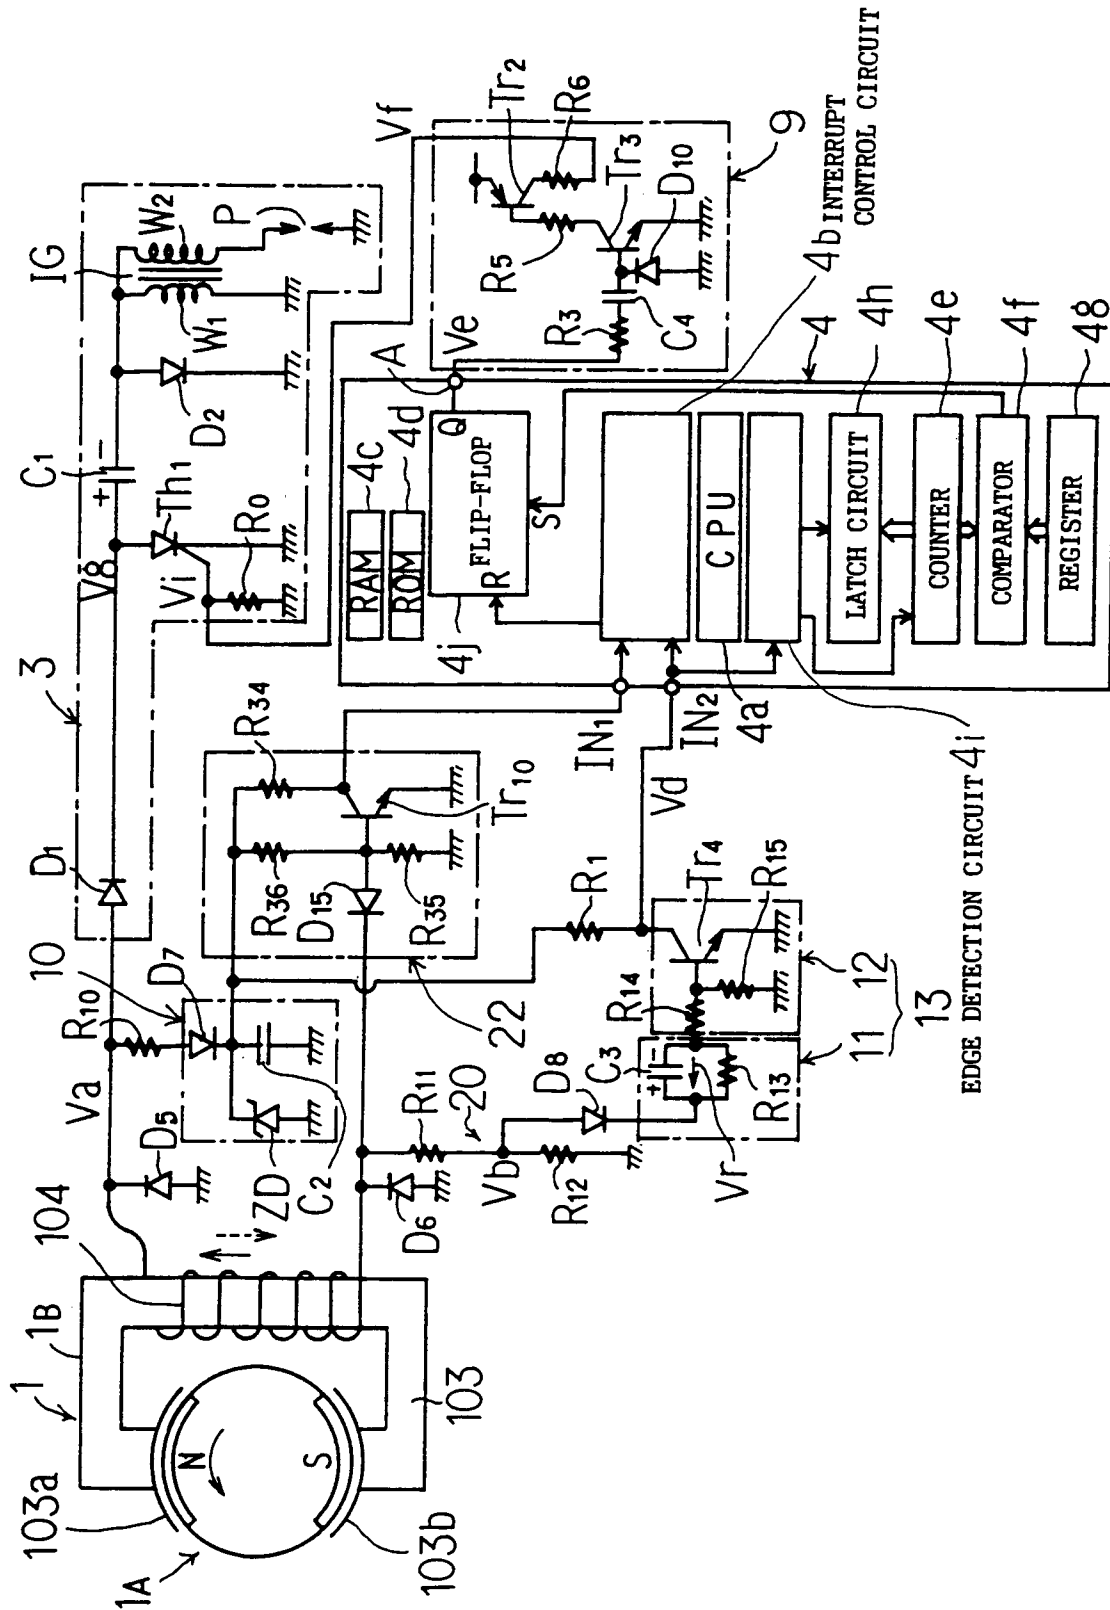 1
1A
1B
103a
103b
103
104
N
S
Va
D5
R10
10
D7
ZD
C2
D6
D1
3
V8
C1
+
−
Th1
Vi
R0
D2
IG
W1
W2
P
R34
R36
D15
R35
Tr10
22
R11
20
Vb
R12
D8
C3
+
−
Vr
R13
R14
R15
Tr4
R1
Vd
11
12
13
IN1
IN2
4j
RAM
4c
ROM
4d
R
FLIP-FLOP
Q
S
A
Ve
Vf
R3
C4
R5
Tr2
R6
Tr3
D10
9
4b INTERRUPT
CONTROL CIRCUIT
CPU
4a
EDGE DETECTION CIRCUIT 4i
4
LATCH CIRCUIT
4h
COUNTER
4e
COMPARATOR
4f
REGISTER
48